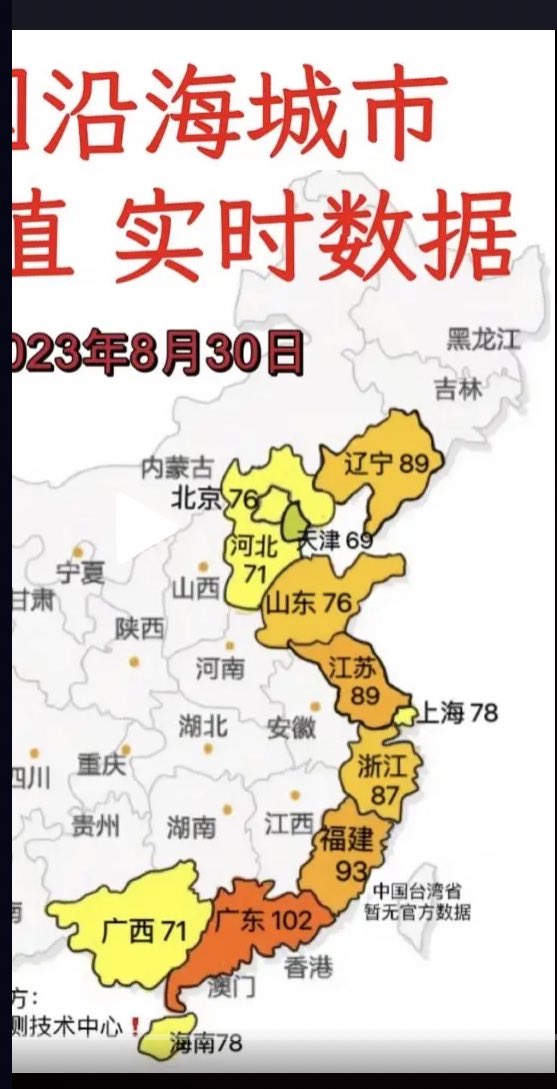 沿海城市
值 实时数据
023年8月30日
黑龙江
吉林
内蒙古
辽宁 89
北京 76
天津 69
河北
71
宁夏
山西
甘肃
山东 76
陕西
河南
江苏
89
上海 78
湖北
安徽
浙江
87
重庆
四川
贵州
湖南
江西
福建
93
中国台湾省
暂无官方数据
广西 71
广东 102
香港
澳门
方：
测技术中心❗
海南78